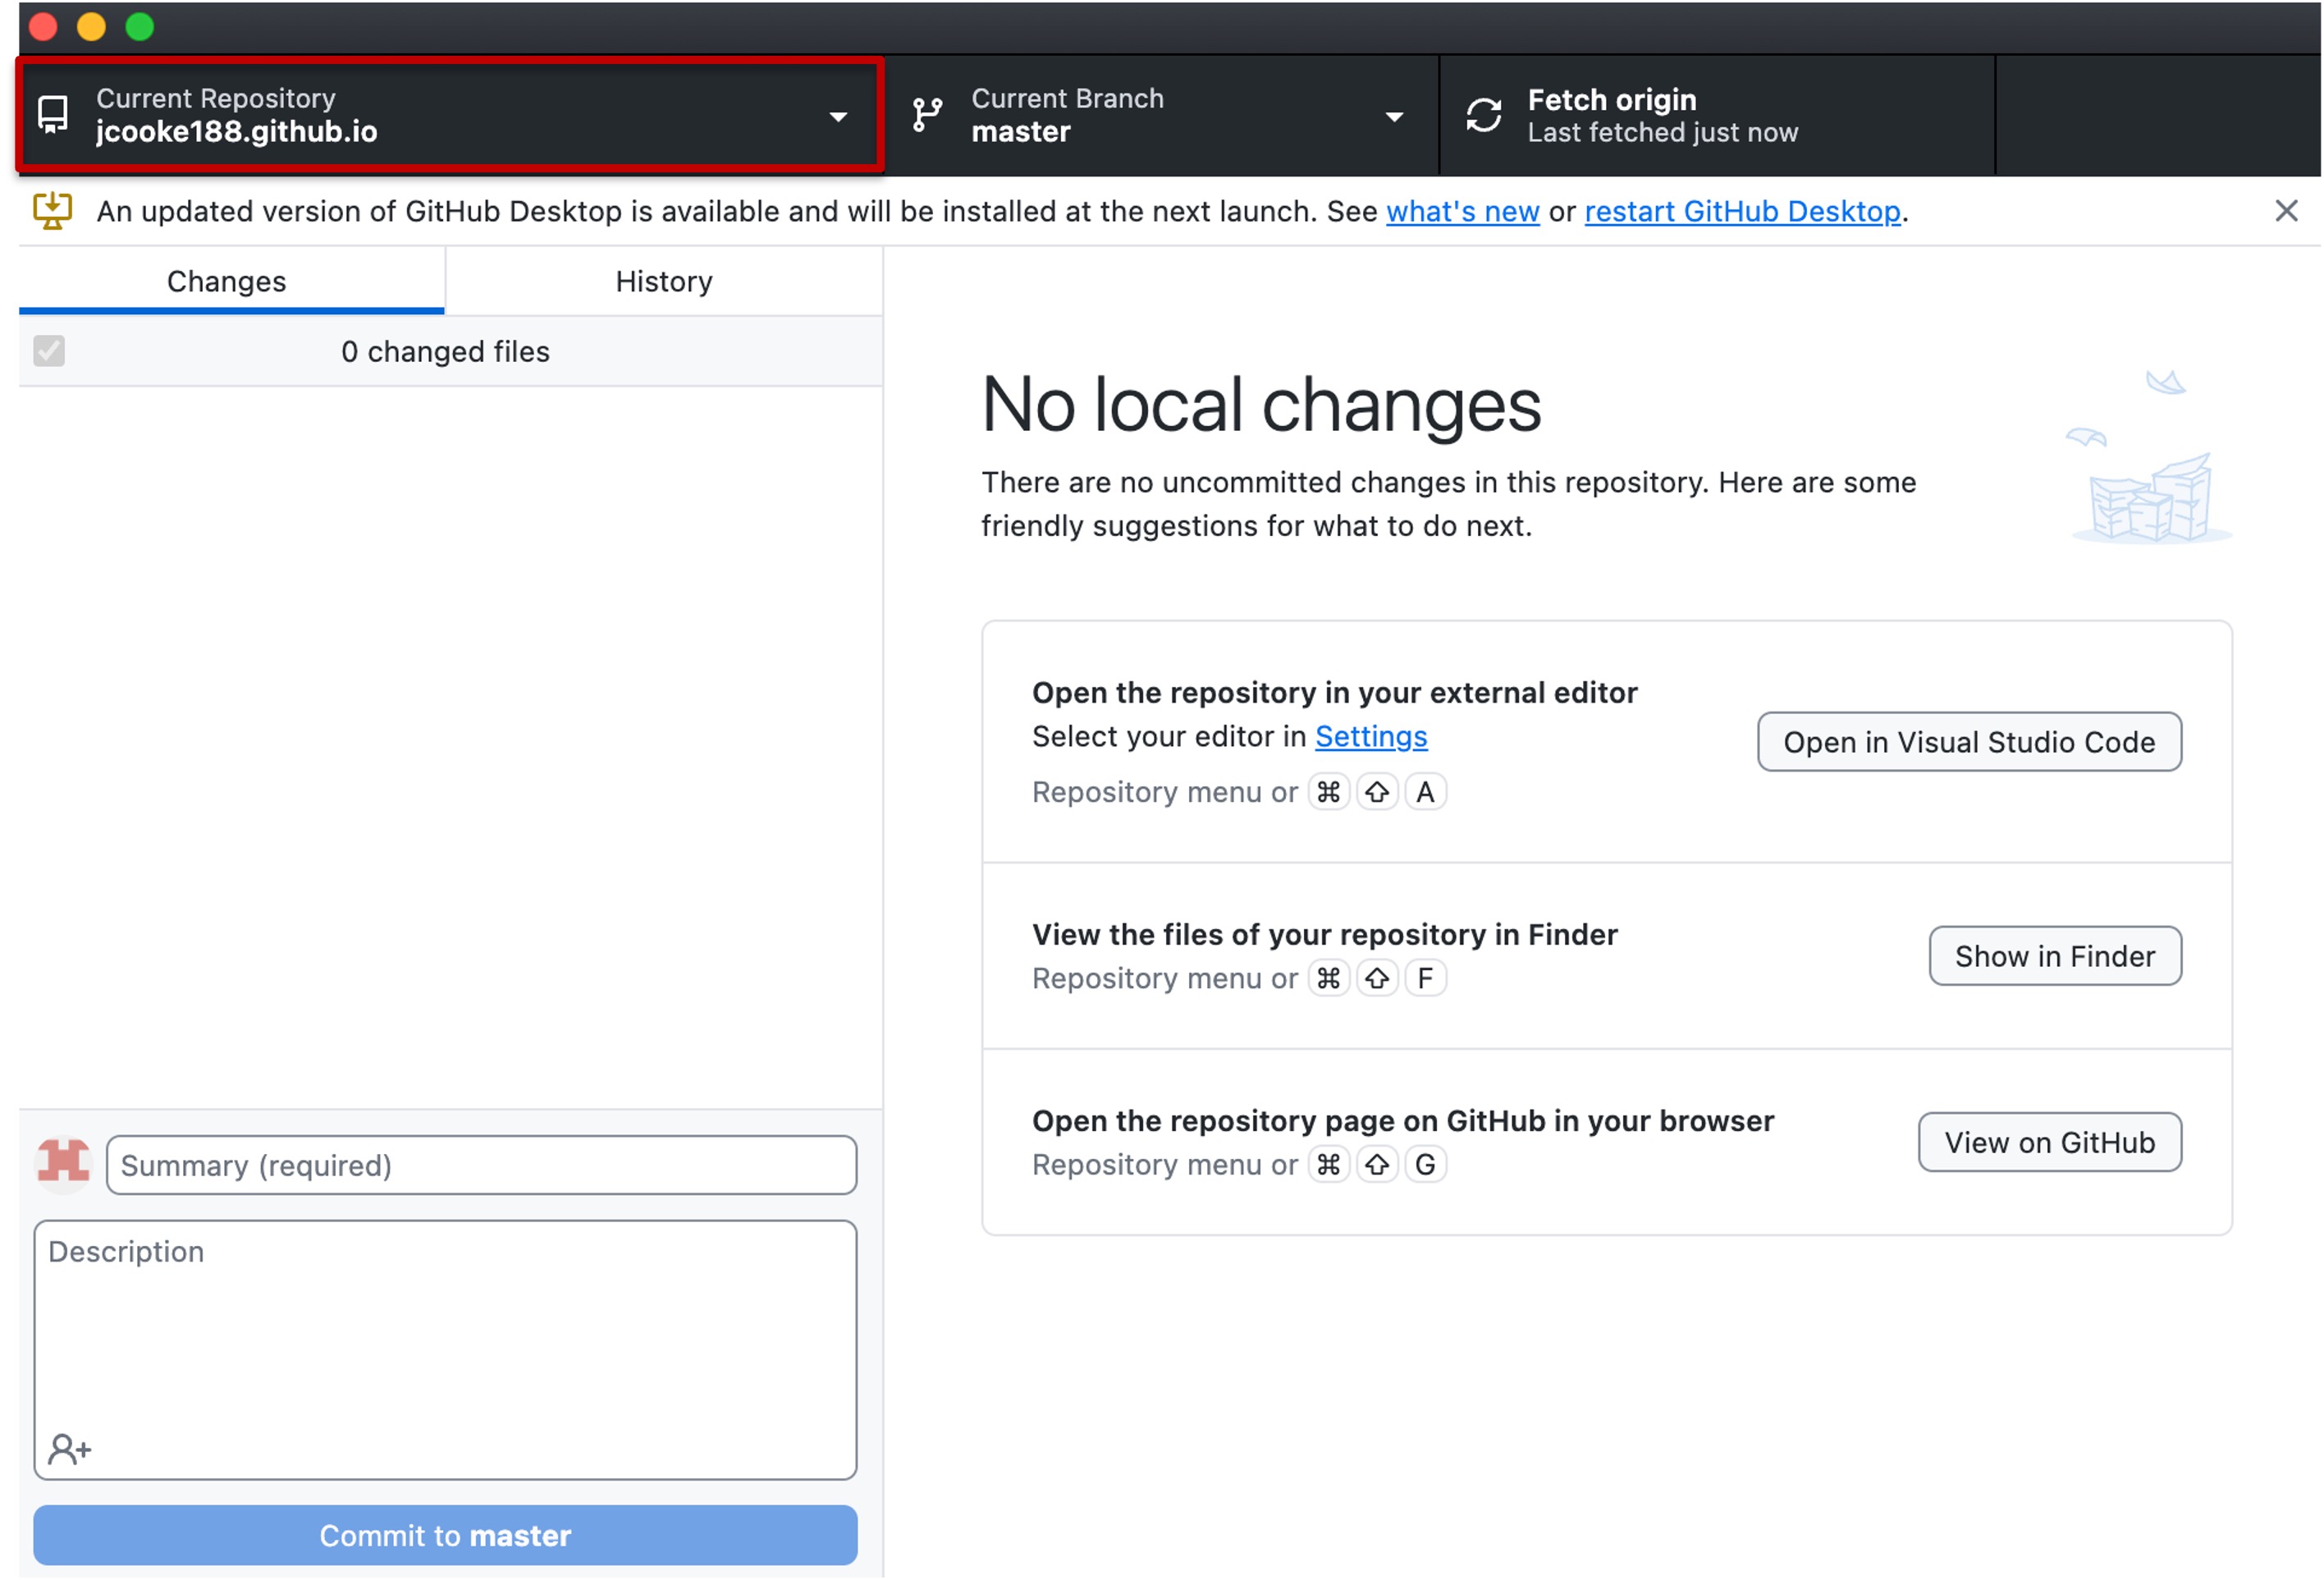 Current Repository
jcooke188.github.io
Current Branch
master
Fetch origin
Last fetched just now
An updated version of GitHub Desktop is available and will be installed at the next launch. See what's new or restart GitHub Desktop.
Changes
History
0 changed files
No local changes
There are no uncommitted changes in this repository. Here are some
friendly suggestions for what to do next.
Open the repository in your external editor
Select your editor in Settings
Repository menu or ⌘ ⇧ A
Open in Visual Studio Code
View the files of your repository in Finder
Repository menu or ⌘ ⇧ F
Show in Finder
Open the repository page on GitHub in your browser
Repository menu or ⌘ ⇧ G
View on GitHub
Summary (required)
Description
Commit to master